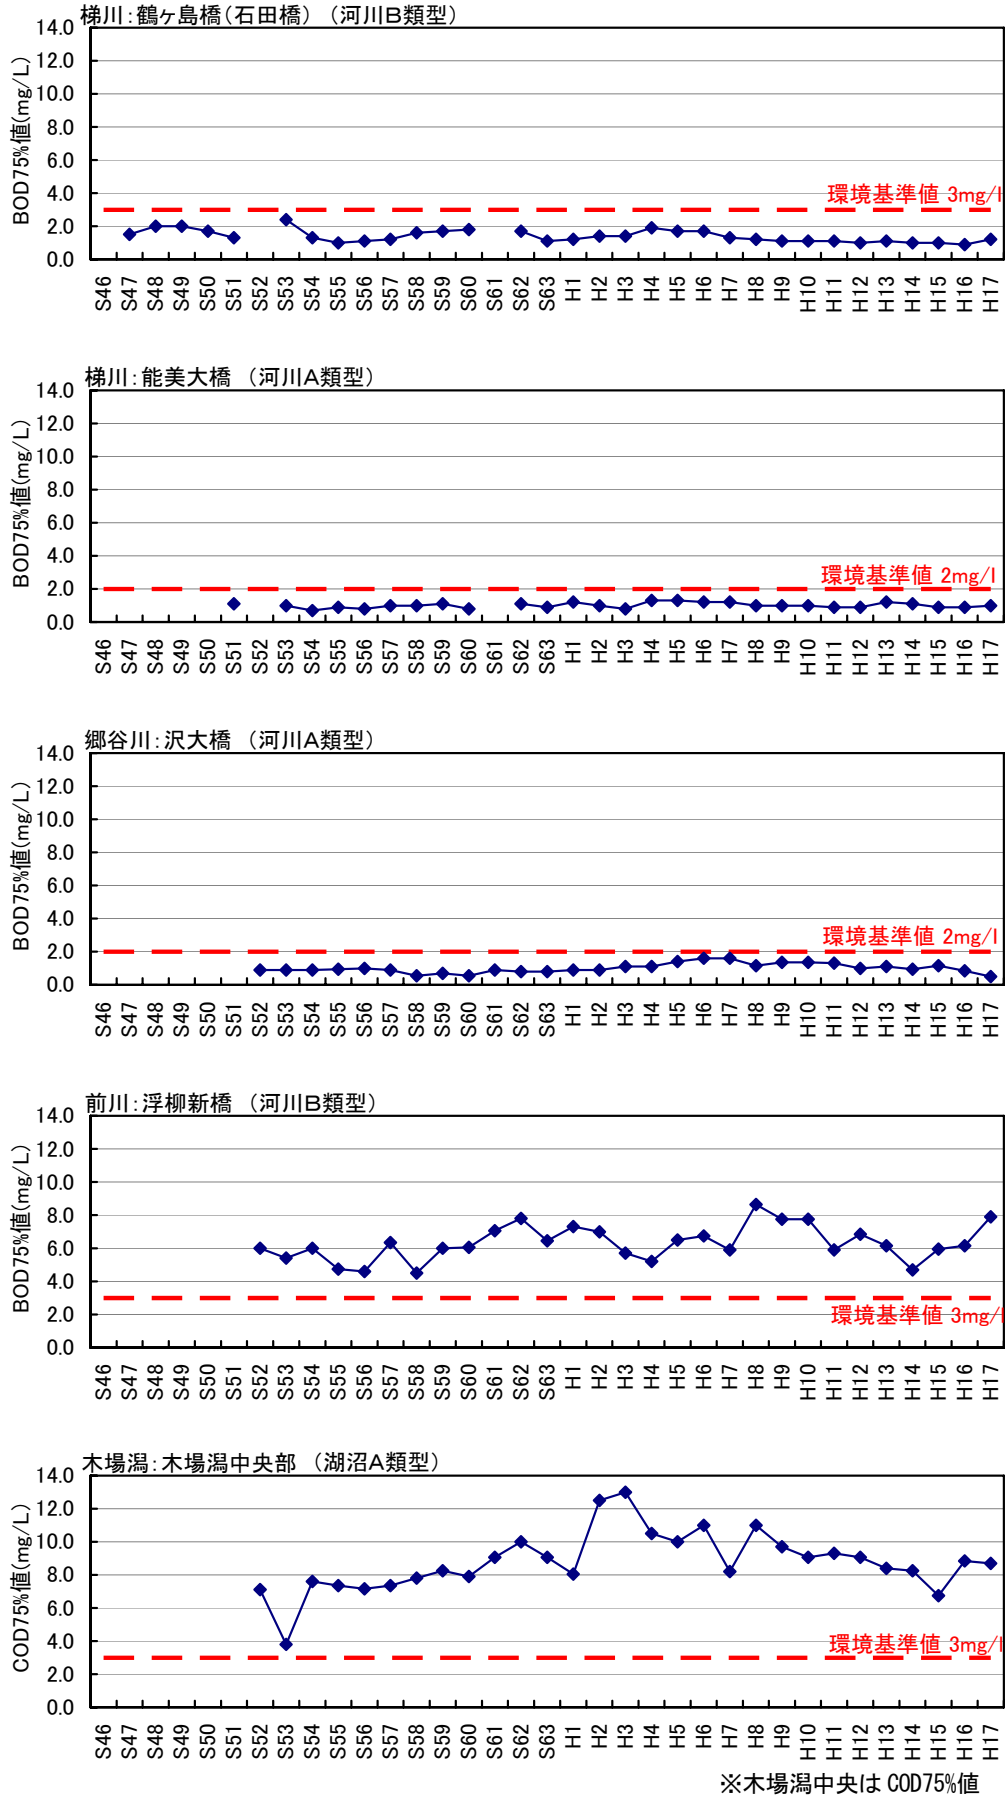 梯川：鶴ヶ島橋（石田橋）（河川Ｂ類型）
BOD75%値(mg/L)
14.0
12.0
10.0
8.0
6.0
4.0
2.0
0.0
環境基準値 3mg/l
S46 S47 S48 S49 S50 S51 S52 S53 S54 S55 S56 S57 S58 S59 S60 S61 S62 S63 H1 H2 H3 H4 H5 H6 H7 H8 H9 H10 H11 H12 H13 H14 H15 H16 H17
梯川：能美大橋 （河川Ａ類型）
BOD75%値(mg/L)
14.0
12.0
10.0
8.0
6.0
4.0
2.0
0.0
環境基準値 2mg/l
S46 S47 S48 S49 S50 S51 S52 S53 S54 S55 S56 S57 S58 S59 S60 S61 S62 S63 H1 H2 H3 H4 H5 H6 H7 H8 H9 H10 H11 H12 H13 H14 H15 H16 H17
郷谷川：沢大橋 （河川Ａ類型）
BOD75%値(mg/L)
14.0
12.0
10.0
8.0
6.0
4.0
2.0
0.0
環境基準値 2mg/l
S46 S47 S48 S49 S50 S51 S52 S53 S54 S55 S56 S57 S58 S59 S60 S61 S62 S63 H1 H2 H3 H4 H5 H6 H7 H8 H9 H10 H11 H12 H13 H14 H15 H16 H17
前川：浮柳新橋 （河川Ｂ類型）
BOD75%値(mg/L)
14.0
12.0
10.0
8.0
6.0
4.0
2.0
0.0
環境基準値 3mg/l
S46 S47 S48 S49 S50 S51 S52 S53 S54 S55 S56 S57 S58 S59 S60 S61 S62 S63 H1 H2 H3 H4 H5 H6 H7 H8 H9 H10 H11 H12 H13 H14 H15 H16 H17
木場潟：木場潟中央部 （湖沼Ａ類型）
COD75%値(mg/L)
14.0
12.0
10.0
8.0
6.0
4.0
2.0
0.0
環境基準値 3mg/l
S46 S47 S48 S49 S50 S51 S52 S53 S54 S55 S56 S57 S58 S59 S60 S61 S62 S63 H1 H2 H3 H4 H5 H6 H7 H8 H9 H10 H11 H12 H13 H14 H15 H16 H17
※木場潟中央は COD75%値